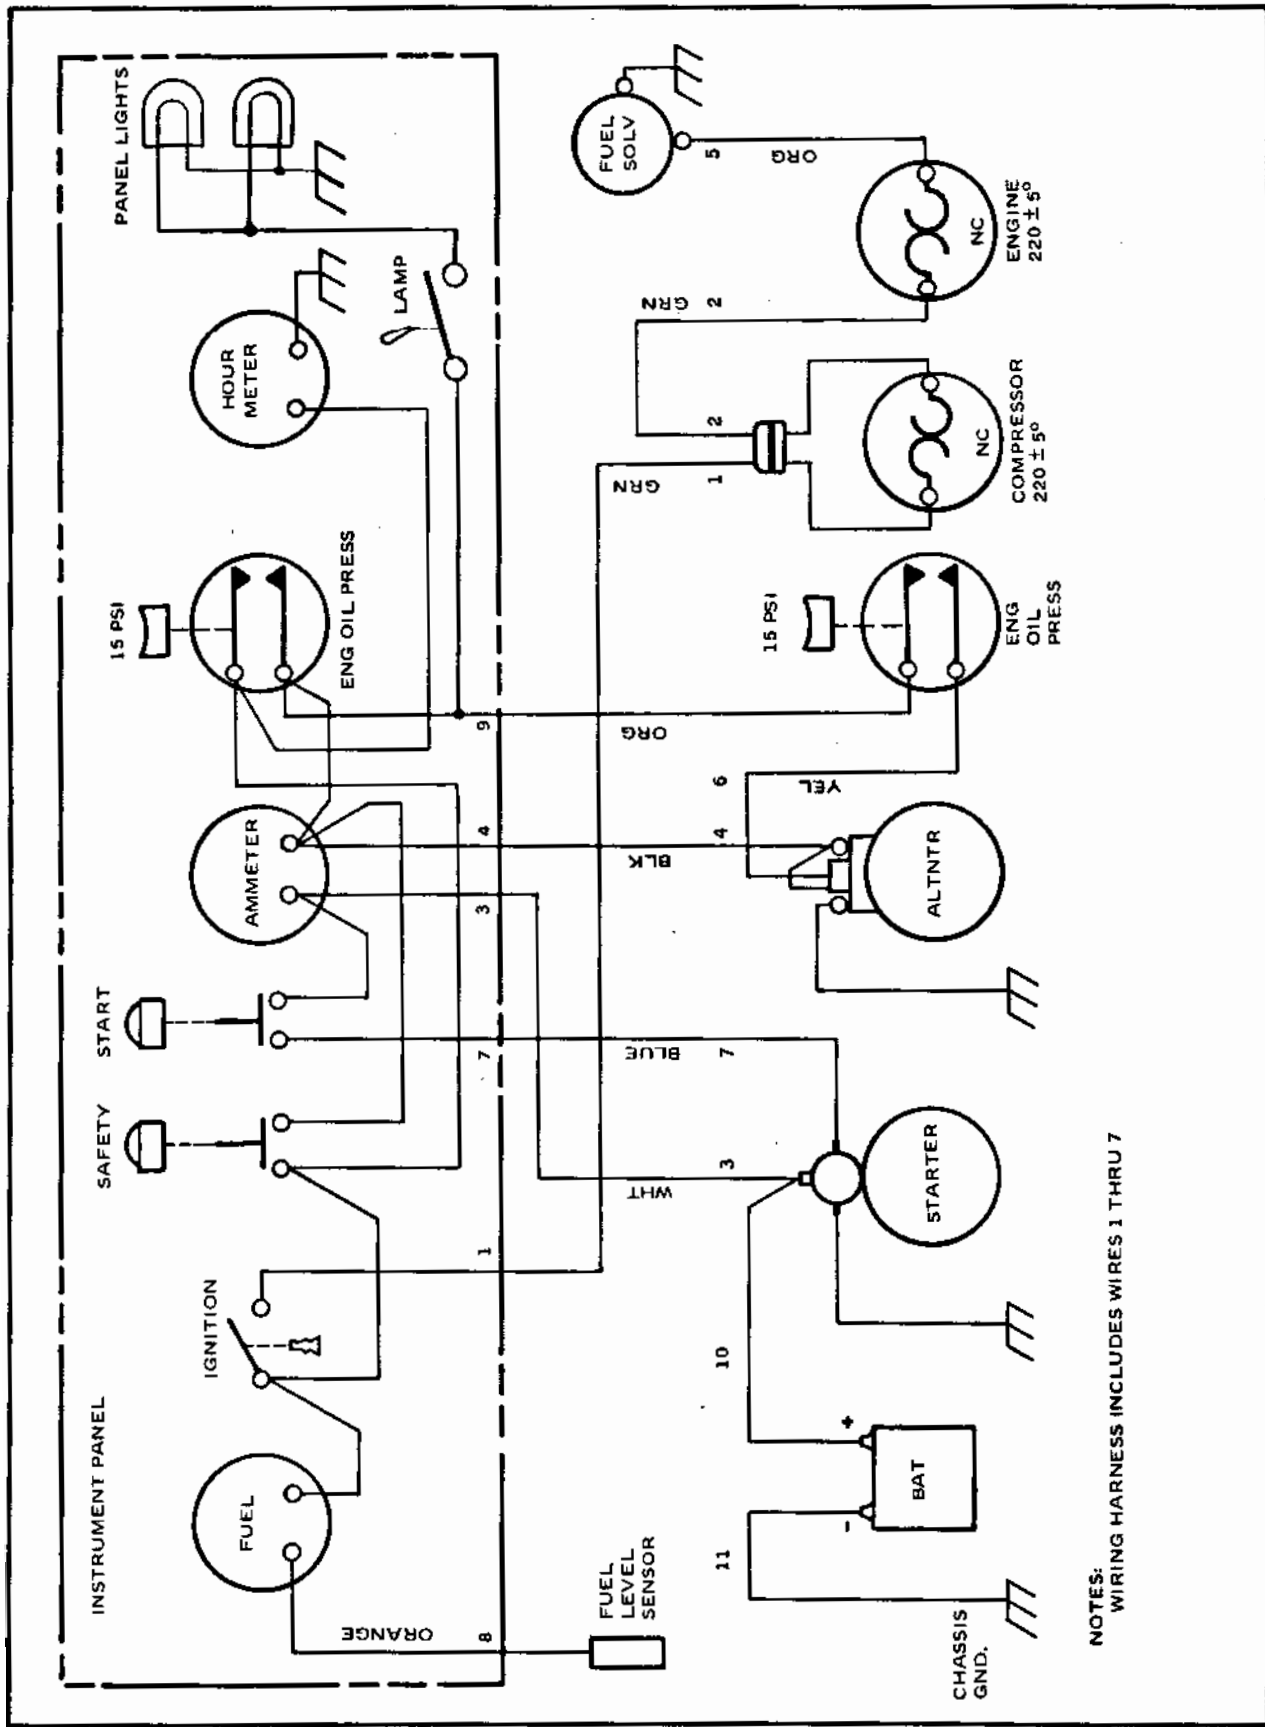 INSTRUMENT PANEL
FUEL
IGNITION
SAFETY
START
AMMETER
15 PSI
ENG OIL PRESS
HOUR
METER
LAMP
PANEL LIGHTS
ORANGE
8
1
7
3
4
9
FUEL
LEVEL
SENSOR
WHT
3
BLUE
7
BLK
4
YEL
6
ORG
GRN
1
2
GRN
2
ORG
5
FUEL
SOLV
11
10
-
+
BAT
CHASSIS
GND.
STARTER
ALTNTR
15 PSI
ENG
OIL
PRESS
NC
COMPRESSOR
220 ± 5°
NC
ENGINE
220 ± 5°
NOTES:
WIRING HARNESS INCLUDES WIRES 1 THRU 7